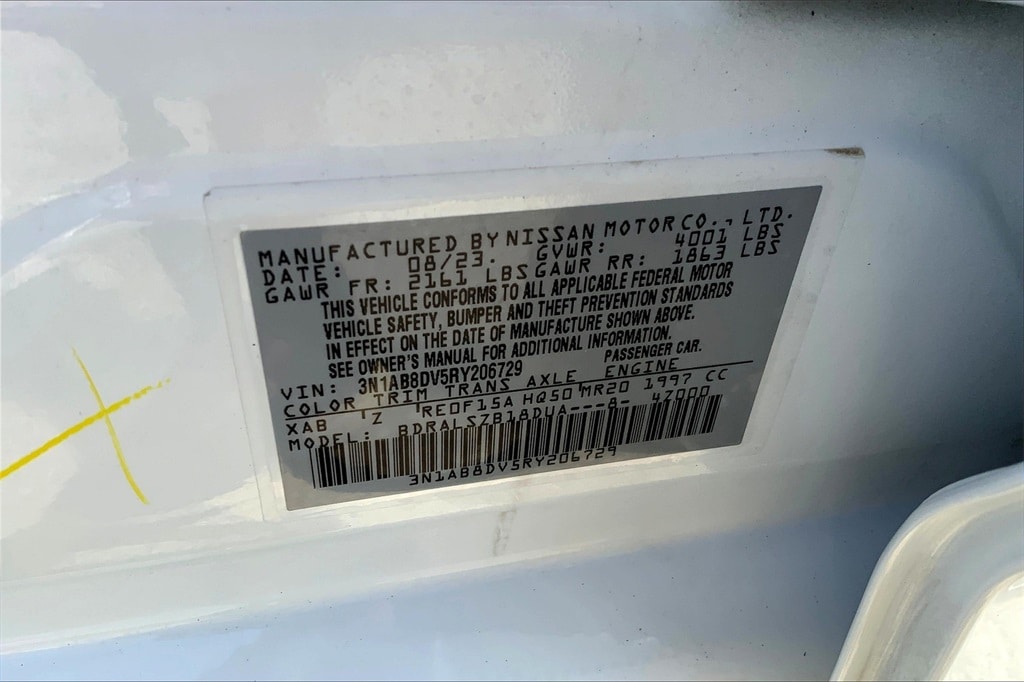 MANUFACTURED BY NISSAN MOTOR CO., LTD.
DATE: 08/23. GVWR: 4001 LBS
GAWR FR: 2161 LBS GAWR RR: 1863 LBS
THIS VEHICLE CONFORMS TO ALL APPLICABLE FEDERAL MOTOR
VEHICLE SAFETY, BUMPER AND THEFT PREVENTION STANDARDS
IN EFFECT ON THE DATE OF MANUFACTURE SHOWN ABOVE.
SEE OWNER'S MANUAL FOR ADDITIONAL INFORMATION.
VIN: 3N1AB8DV5RY206729 PASSENGER CAR.
COLOR TRIM TRANS AXLE ENGINE
XAB Z RE0F15A HQ50 MR20 1997 CC
MODEL: BDRALSZB18DUA---8- 4Z000
3N1AB8DV5RY206729